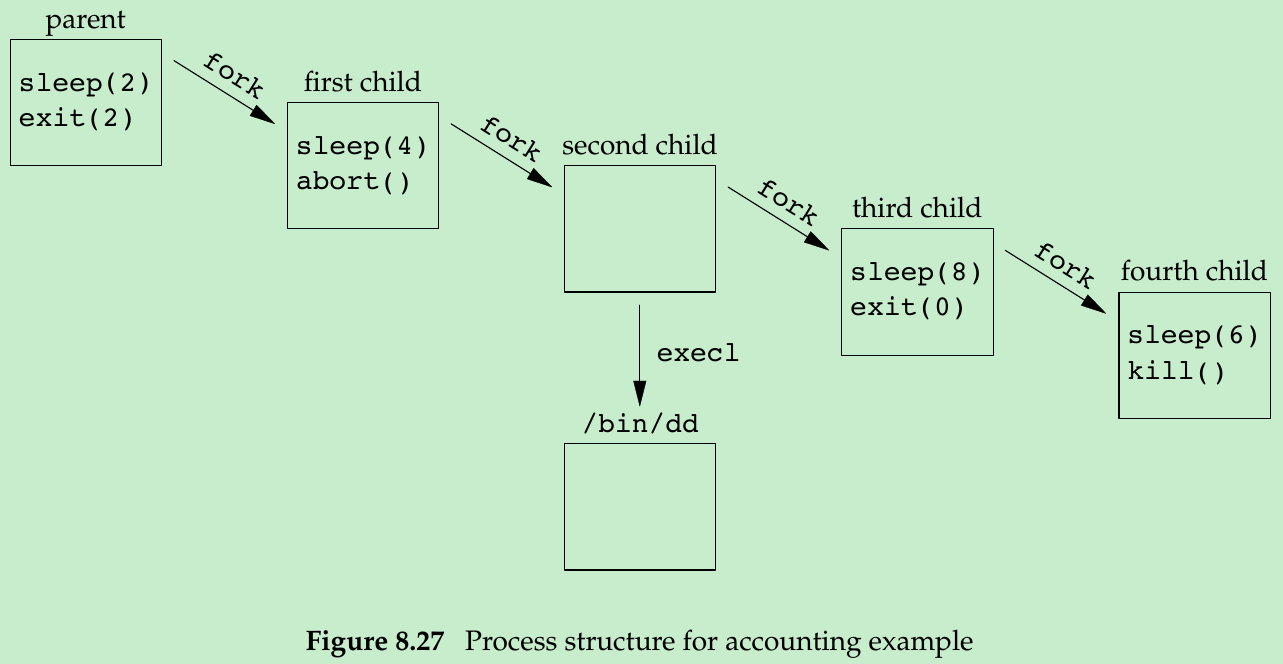 parent
sleep(2)
exit(2)
fork
first child
sleep(4)
abort()
fork
second child
execl
/bin/dd
fork
third child
sleep(8)
exit(0)
fork
fourth child
sleep(6)
kill()
Figure 8.27 Process structure for accounting example